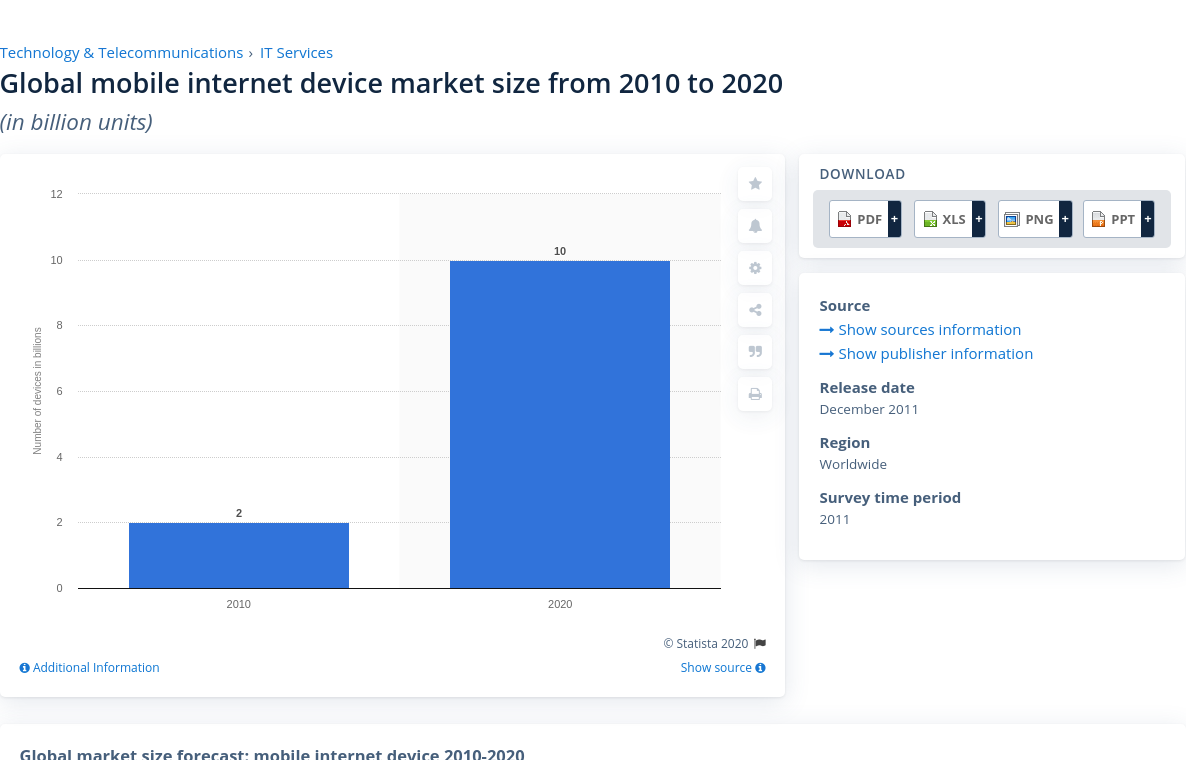 Technology & Telecommunications › IT Services
Global mobile internet device market size from 2010 to 2020
(in billion units)
12
10
8
6
4
2
0
Number of devices in billions
2
10
2010
2020
© Statista 2020
Additional Information
Show source
DOWNLOAD
PDF + XLS + PNG + PPT +
Source
Show sources information
Show publisher information
Release date
December 2011
Region
Worldwide
Survey time period
2011
Global market size forecast: mobile internet device 2010-2020